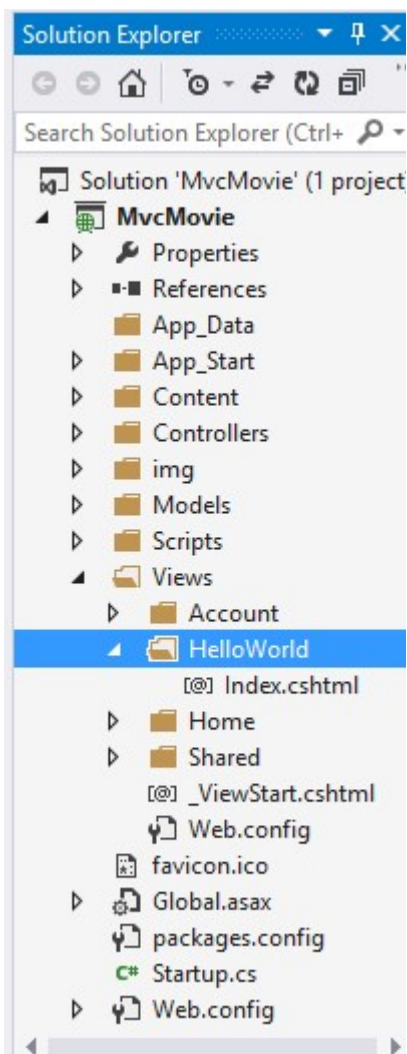 Solution Explorer
Search Solution Explorer (Ctrl+
Solution 'MvcMovie' (1 project
MvcMovie
Properties
References
App_Data
App_Start
Content
Controllers
img
Models
Scripts
Views
Account
HelloWorld
[@] Index.cshtml
Home
Shared
[@] _ViewStart.cshtml
Web.config
favicon.ico
Global.asax
packages.config
C# Startup.cs
Web.config